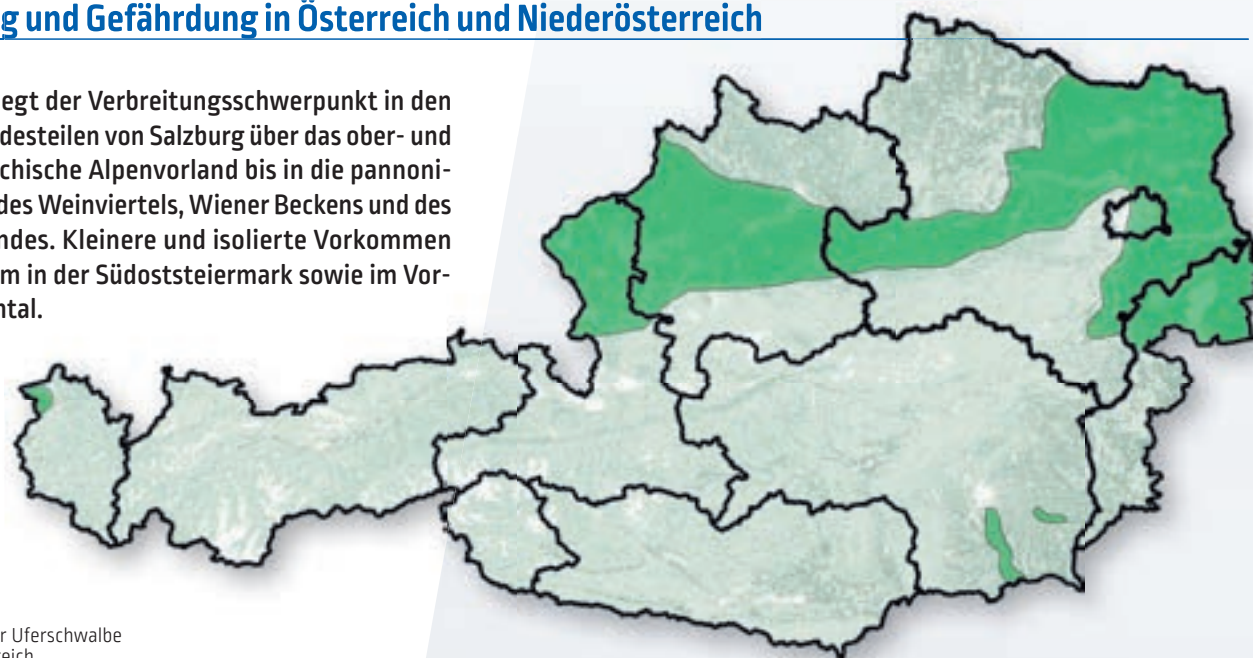 g und Gefährdung in Österreich und Niederösterreich
egt der Verbreitungsschwerpunkt in den
desteilen von Salzburg über das ober- und
chische Alpenvorland bis in die pannoni-
des Weinviertels, Wiener Beckens und des
ndes. Kleinere und isolierte Vorkommen
m in der Südoststeiermark sowie im Vor-
ntal.
r Uferschwalbe
reich